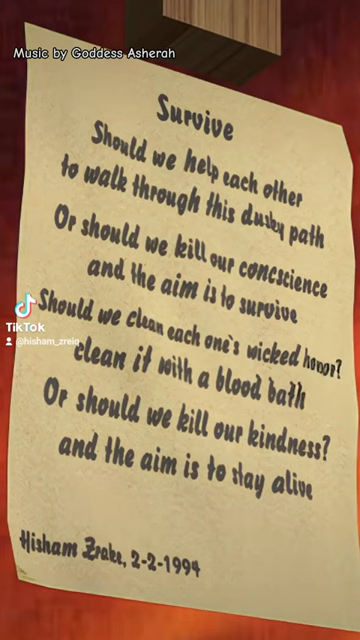 Music by Goddess Asherah
Survive
Should we help each other
to walk through this dusky path
Or should we kill our concscience
and the aim is to survive
Should we clean each one's wicked honor?
clean it with a blood bath
Or should we kill our kindness?
and the aim is to stay alive
Hisham Zrake, 2-2-1994
TikTok
@hisham_zreiq